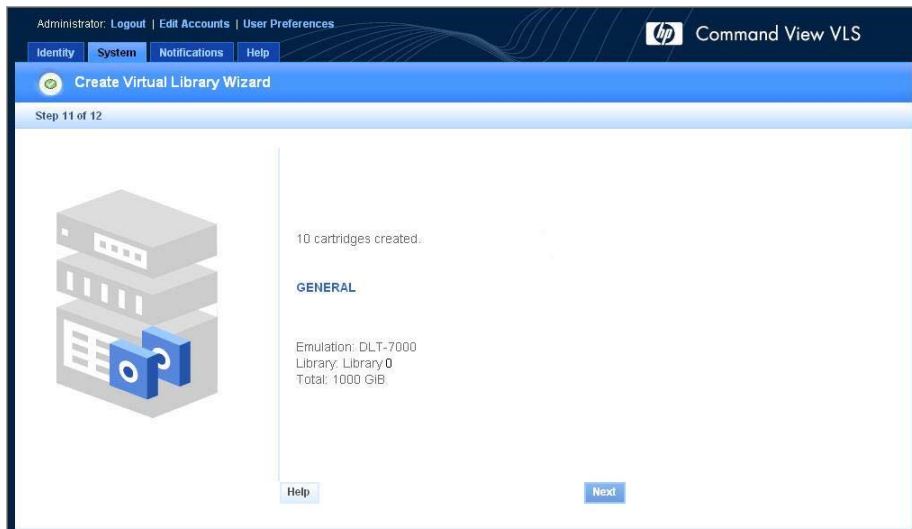 Administrator: Logout | Edit Accounts | User Preferences
hp Command View VLS
Identity System Notifications Help
Create Virtual Library Wizard
Step 11 of 12
10 cartridges created.
GENERAL
Emulation: DLT-7000
Library: Library 0
Total: 1000 GiB
Help Next